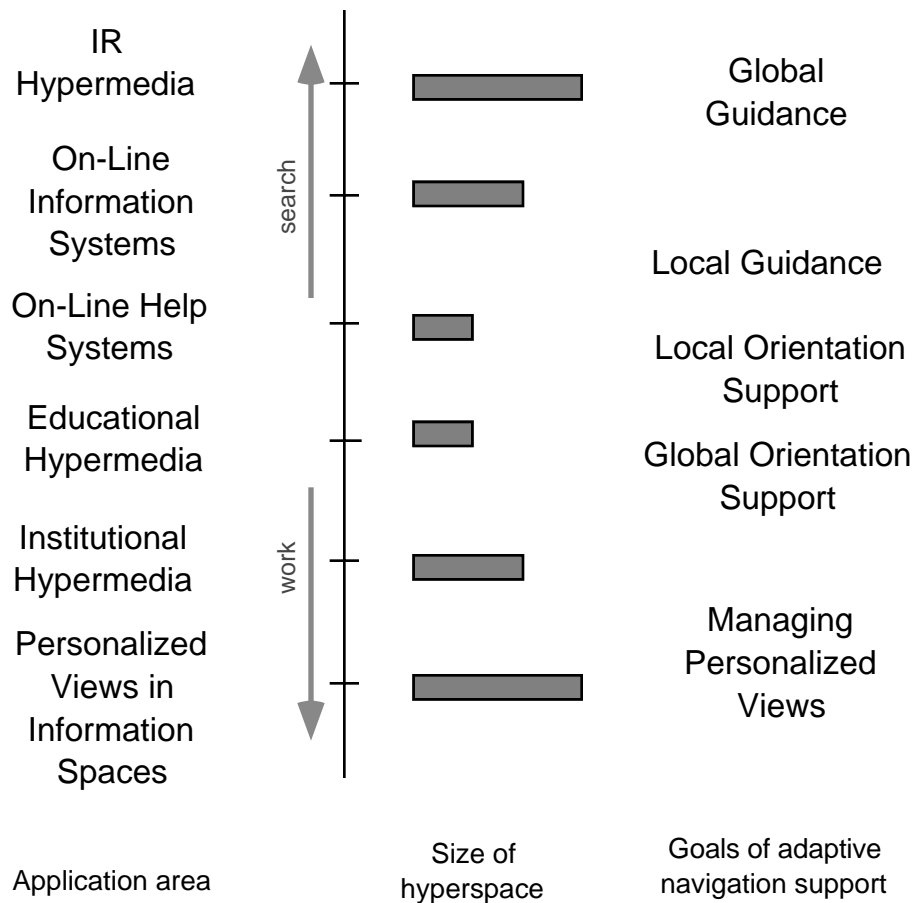 IR
Hypermedia
On-Line
Information
Systems
On-Line Help
Systems
Educational
Hypermedia
Institutional
Hypermedia
Personalized
Views in
Information
Spaces
Application area
search
work
Size of
hyperspace
Global
Guidance
Local Guidance
Local Orientation
Support
Global Orientation
Support
Managing
Personalized
Views
Goals of adaptive
navigation support